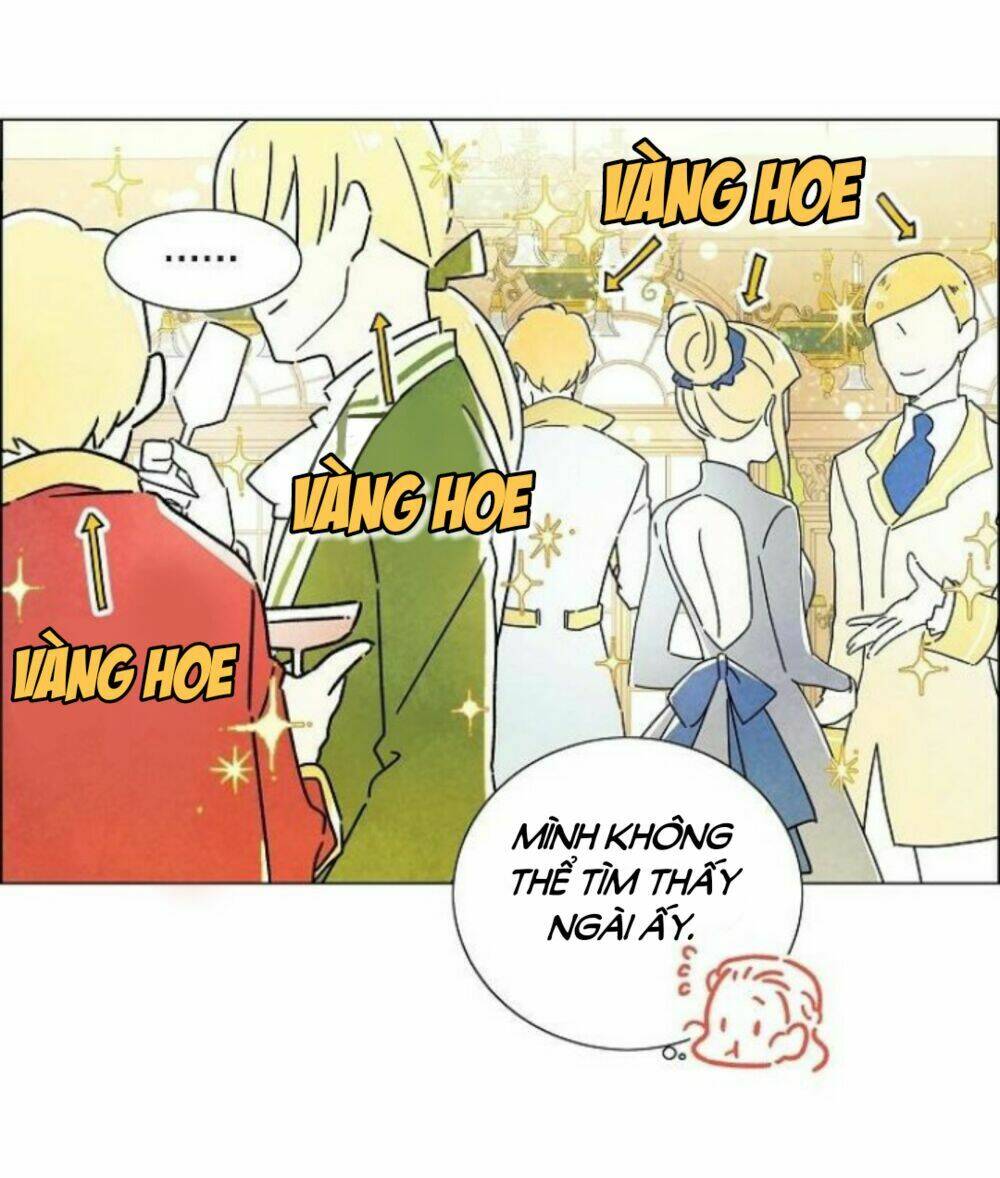 VÀNG HOE
......
VÀNG HOE
VÀNG HOE
MÌNH KHÔNG
THỂ TÌM THẤY
NGÀI ẤY.